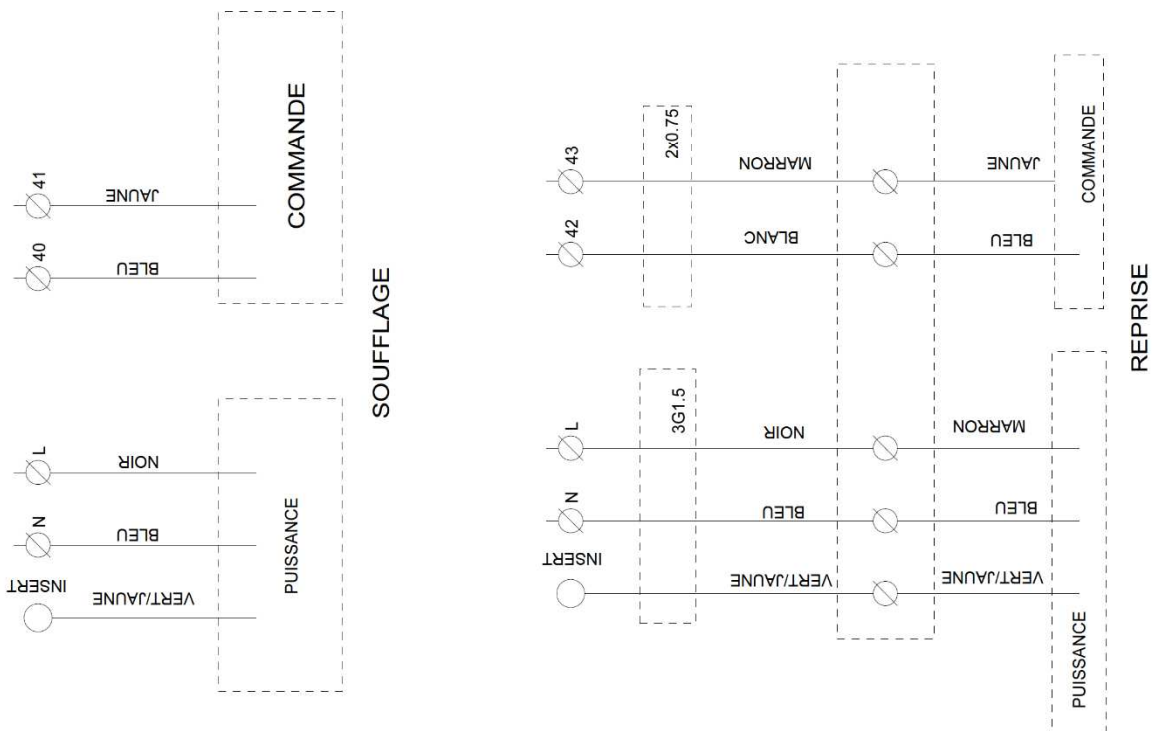 41
JAUNE
40
BLEU
COMMANDE
SOUFFLAGE
L
NOIR
N
BLEU
INSERT
VERT/JAUNE
PUISSANCE
43
2x0.75
MARRON
JAUNE
42
BLANC
BLEU
COMMANDE
REPRISE
L
3G1.5
NOIR
MARRON
N
BLEU
BLEU
INSERT
VERT/JAUNE
VERT/JAUNE
PUISSANCE